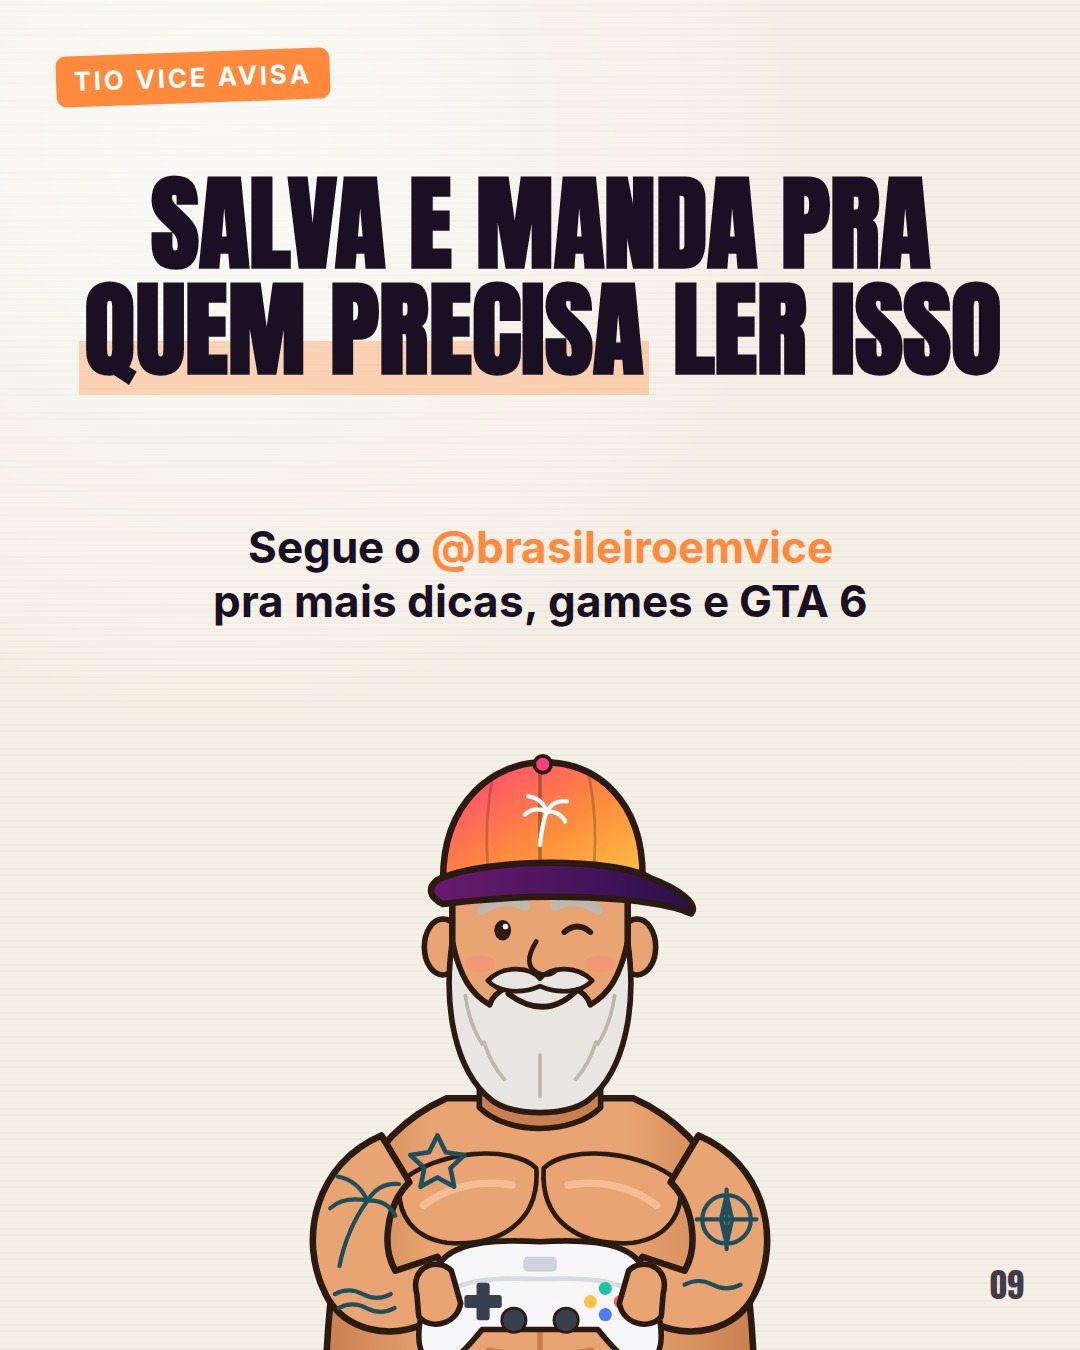 TIO VICE AVISA
SALVA E MANDA PRA
QUEM PRECISA LER ISSO
Segue o @brasileiroemvice
pra mais dicas, games e GTA 6
09